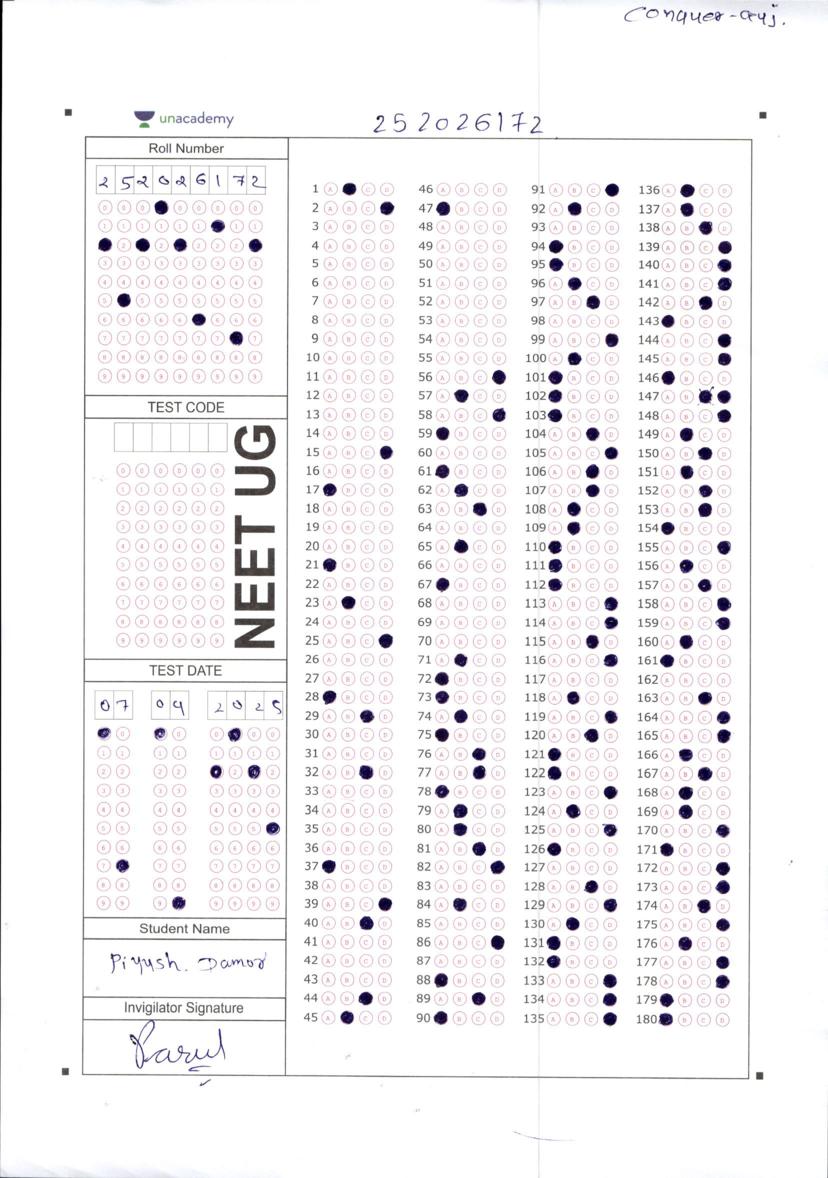 Conquer-
unacademy
252026172
Roll Number
2 5 2 0 2 6 1 7 2
TEST CODE
NEET UG
TEST DATE
07 09 2025
Student Name
Piyush. Damor
Invigilator Signature
Parul
1 A C D
2 A B C
3 A B C D
4 A B C D
5 A B C D
6 A B C D
7 A B C D
8 A B C D
9 A B C D
10 A B C D
11 A B C D
12 A B C D
13 A B C D
14 A B C D
15 A B C
16 A B C D
17 B C D
18 A B C D
19 A B C D
20 A B C D
21 B C D
22 A B C D
23 A C D
24 A B C D
25 A B C
26 A B C D
27 A B C D
28 B C D
29 A B D
30 A B C D
31 A B C D
32 A B D
33 A B C D
34 A B C D
35 A B C D
36 A B C D
37 B C D
38 A B C D
39 A B C
40 A B D
41 A B C D
42 A B C D
43 A B C D
44 A B D
45 A C D
46 A B C D
47 B C D
48 A B C D
49 A B C D
50 A B C D
51 A B C D
52 A B C D
53 A B C D
54 A B C D
55 A B C D
56 A B C
57 A C D
58 A B C
59 B C D
60 A B C D
61 B C D
62 A C D
63 A B D
64 A B C D
65 A C D
66 A B C D
67 B C D
68 A B C D
69 A B C D
70 A B C D
71 A C D
72 B C D
73 B C D
74 A C D
75 B C D
76 A B D
77 A B D
78 B C D
79 A C D
80 A C D
81 A B D
82 A B C
83 A B C D
84 A C D
85 A B C D
86 A B C
87 A B C D
88 B C D
89 A B D
90 B C D
91 A B C
92 A C D
93 A B C D
94 B C D
95 B C D
96 A C D
97 A B D
98 A B C D
99 A B C
100 A C D
101 B C D
102 B C D
103 B C D
104 A B D
105 A B C
106 A B D
107 A B D
108 A C D
109 A C D
110 B C D
111 B C D
112 B C D
113 A B C
114 A B C
115 A B D
116 A B C
117 A B C D
118 A C D
119 A B C
120 A B D
121 B C D
122 B C D
123 A B C
124 A C D
125 A B C
126 B C D
127 A B C D
128 A B D
129 A B C
130 A C D
131 B C D
132 B C D
133 A B C
134 A B C
135 A B C
136 A C D
137 A C D
138 A B D
139 A B C
140 A B C
141 A B C
142 A B D
143 B C D
144 A B C
145 A B C
146 B C D
147 A B
148 A B C
149 A C D
150 A B D
151 A C D
152 A B D
153 A B D
154 B C D
155 A B C
156 A C D
157 A B D
158 A B C
159 A B C
160 A C D
161 B C D
162 A B C D
163 A B D
164 A B C
165 A B C
166 A C D
167 A B D
168 A C D
169 A C D
170 A B C
171 B C D
172 A B C
173 A B C
174 A B D
175 A B C
176 A C D
177 A B C
178 A B C
179 B C D
180 B C D